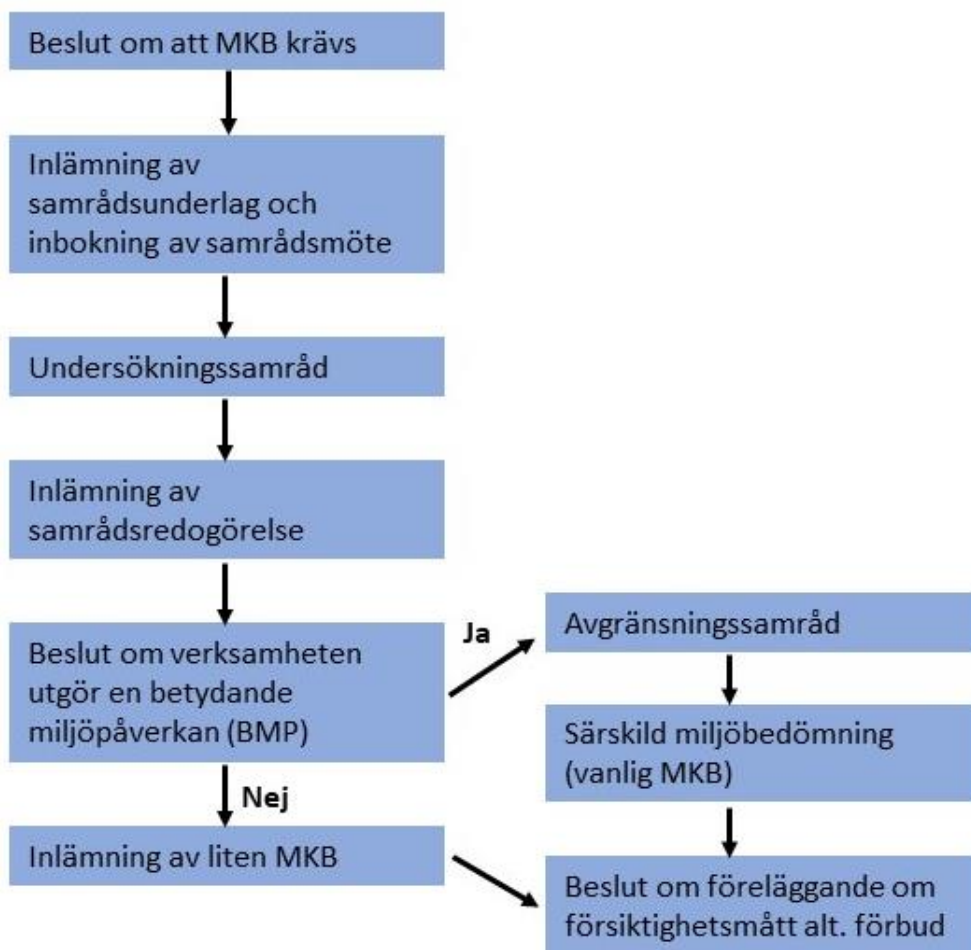 Beslut om att MKB krävs
Inlämning av
samrådsunderlag och
inbokning av samrådsmöte
Undersökningssamråd
Inlämning av
samrådsredogörelse
Beslut om verksamheten
utgör en betydande
miljöpåverkan (BMP)
Ja
Nej
Inlämning av liten MKB
Avgränsningssamråd
Särskild miljöbedömning
(vanlig MKB)
Beslut om föreläggande om
försiktighetsmått alt. förbud